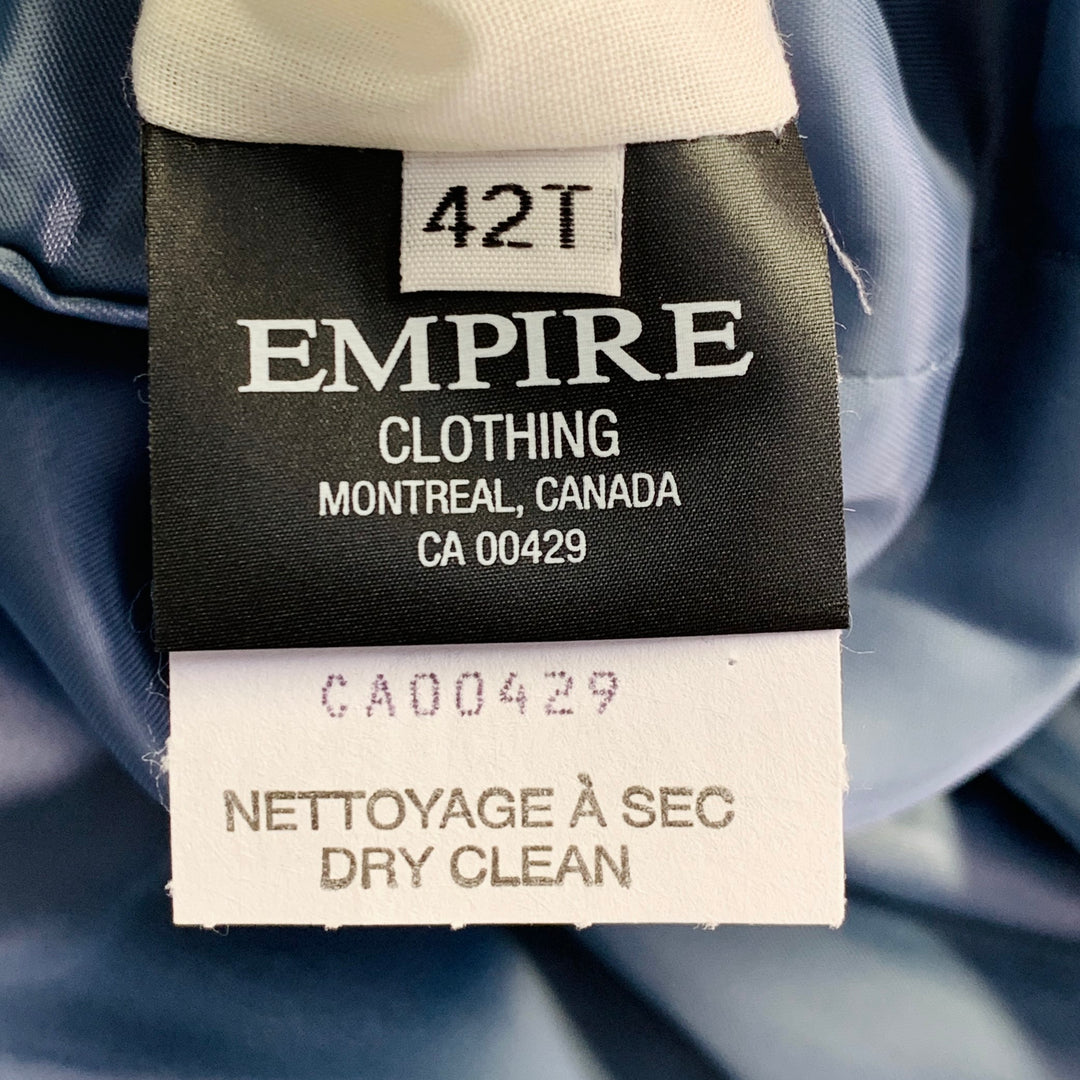 42T
EMPIRE
CLOTHING
MONTREAL, CANADA
CA 00429
CA00429
NETTOYAGE À SEC
DRY CLEAN